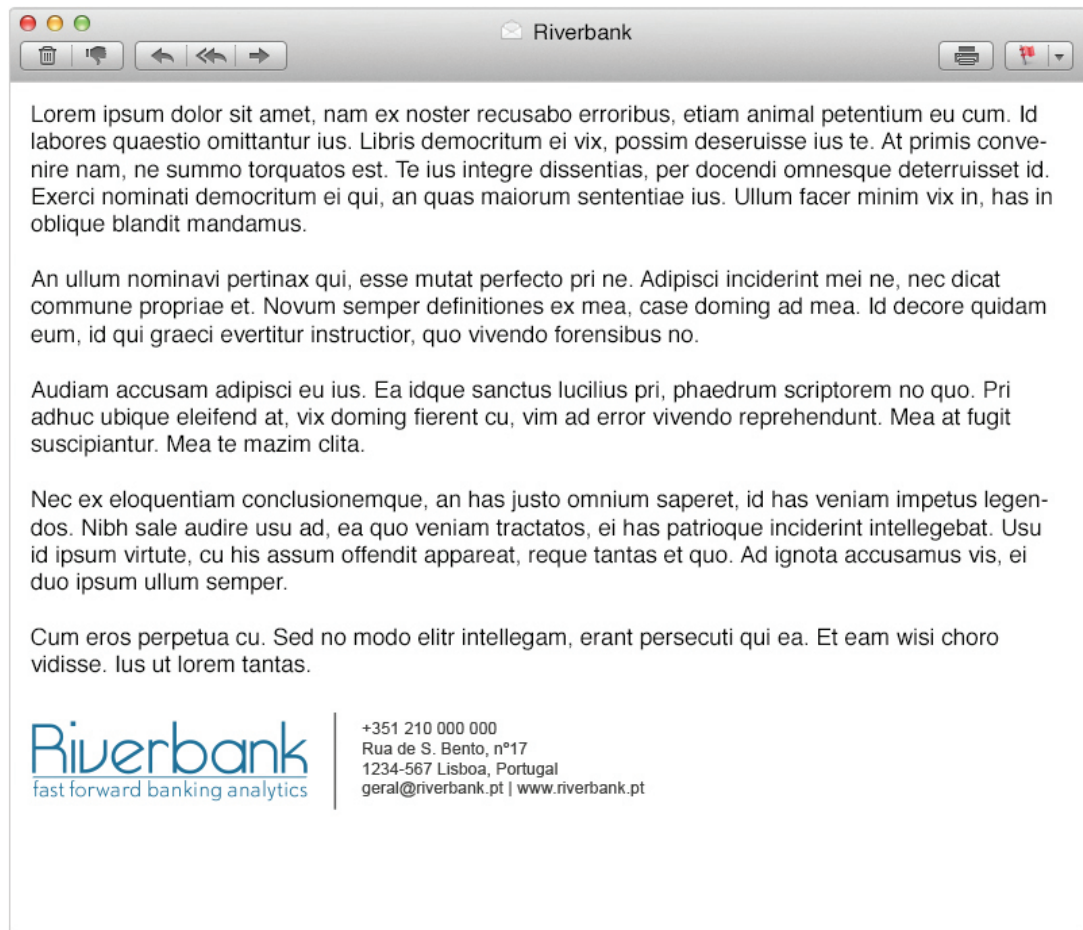 Riverbank
Lorem ipsum dolor sit amet, nam ex noster recusabo erroribus, etiam animal petentium eu cum. Id
labores quaestio omittantur ius. Libris democritum ei vix, possim deseruisse ius te. At primis conve-
nire nam, ne summo torquatos est. Te ius integre dissentias, per docendi omnesque deterruisset id.
Exerci nominati democritum ei qui, an quas maiorum sententiae ius. Ullum facer minim vix in, has in
oblique blandit mandamus.
An ullum nominavi pertinax qui, esse mutat perfecto pri ne. Adipisci inciderint mei ne, nec dicat
commune propriae et. Novum semper definitiones ex mea, case doming ad mea. Id decore quidam
eum, id qui graeci evertitur instructior, quo vivendo forensibus no.
Audiam accusam adipisci eu ius. Ea idque sanctus lucilius pri, phaedrum scriptorem no quo. Pri
adhuc ubique eleifend at, vix doming fierent cu, vim ad error vivendo reprehendunt. Mea at fugit
suscipiantur. Mea te mazim clita.
Nec ex eloquentiam conclusionemque, an has justo omnium saperet, id has veniam impetus legen-
dos. Nibh sale audire usu ad, ea quo veniam tractatos, ei has patrioque inciderint intellegebat. Usu
id ipsum virtute, cu his assum offendit appareat, reque tantas et quo. Ad ignota accusamus vis, ei
duo ipsum ullum semper.
Cum eros perpetua cu. Sed no modo elitr intellegam, erant persecuti qui ea. Et eam wisi choro
vidisse. Ius ut lorem tantas.
Riverbank
fast forward banking analytics
+351 210 000 000
Rua de S. Bento, nº17
1234-567 Lisboa, Portugal
geral@riverbank.pt | www.riverbank.pt